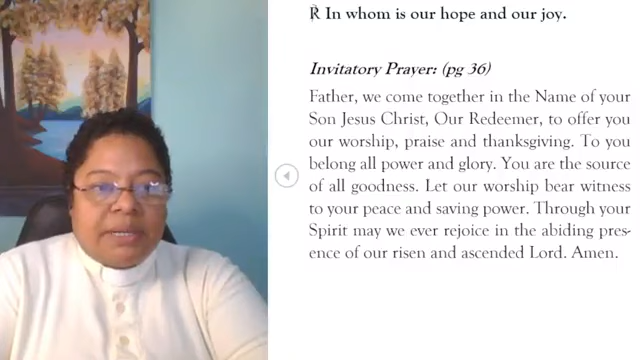 ℟ In whom is our hope and our joy.
Invitatory Prayer: (pg 36)
Father, we come together in the Name of your
Son Jesus Christ, Our Redeemer, to offer you
our worship, praise and thanksgiving. To you
belong all power and glory. You are the source
of all goodness. Let our worship bear witness
to your peace and saving power. Through your
Spirit may we ever rejoice in the abiding pres-
ence of our risen and ascended Lord. Amen.